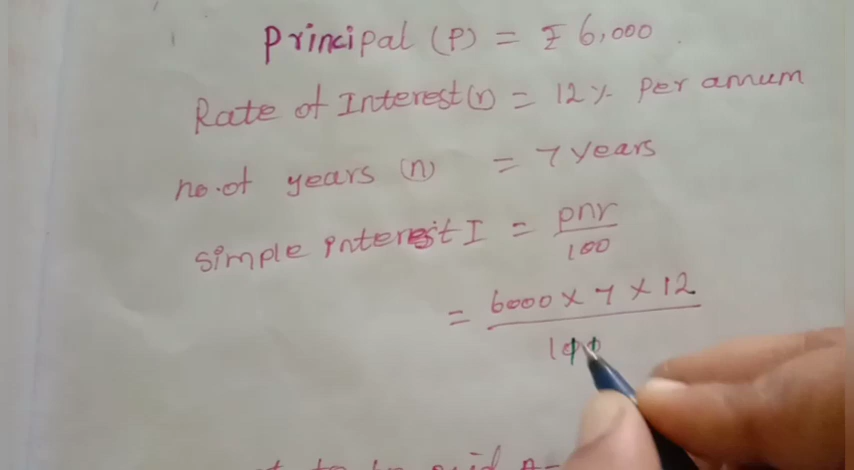 Principal (P) = ₹ 6,000
Rate of Interest (r) = 12% Per annum
no. of years (n) = 7 years
Simple interest I = pnr
100
= 6000 × 7 × 12
100